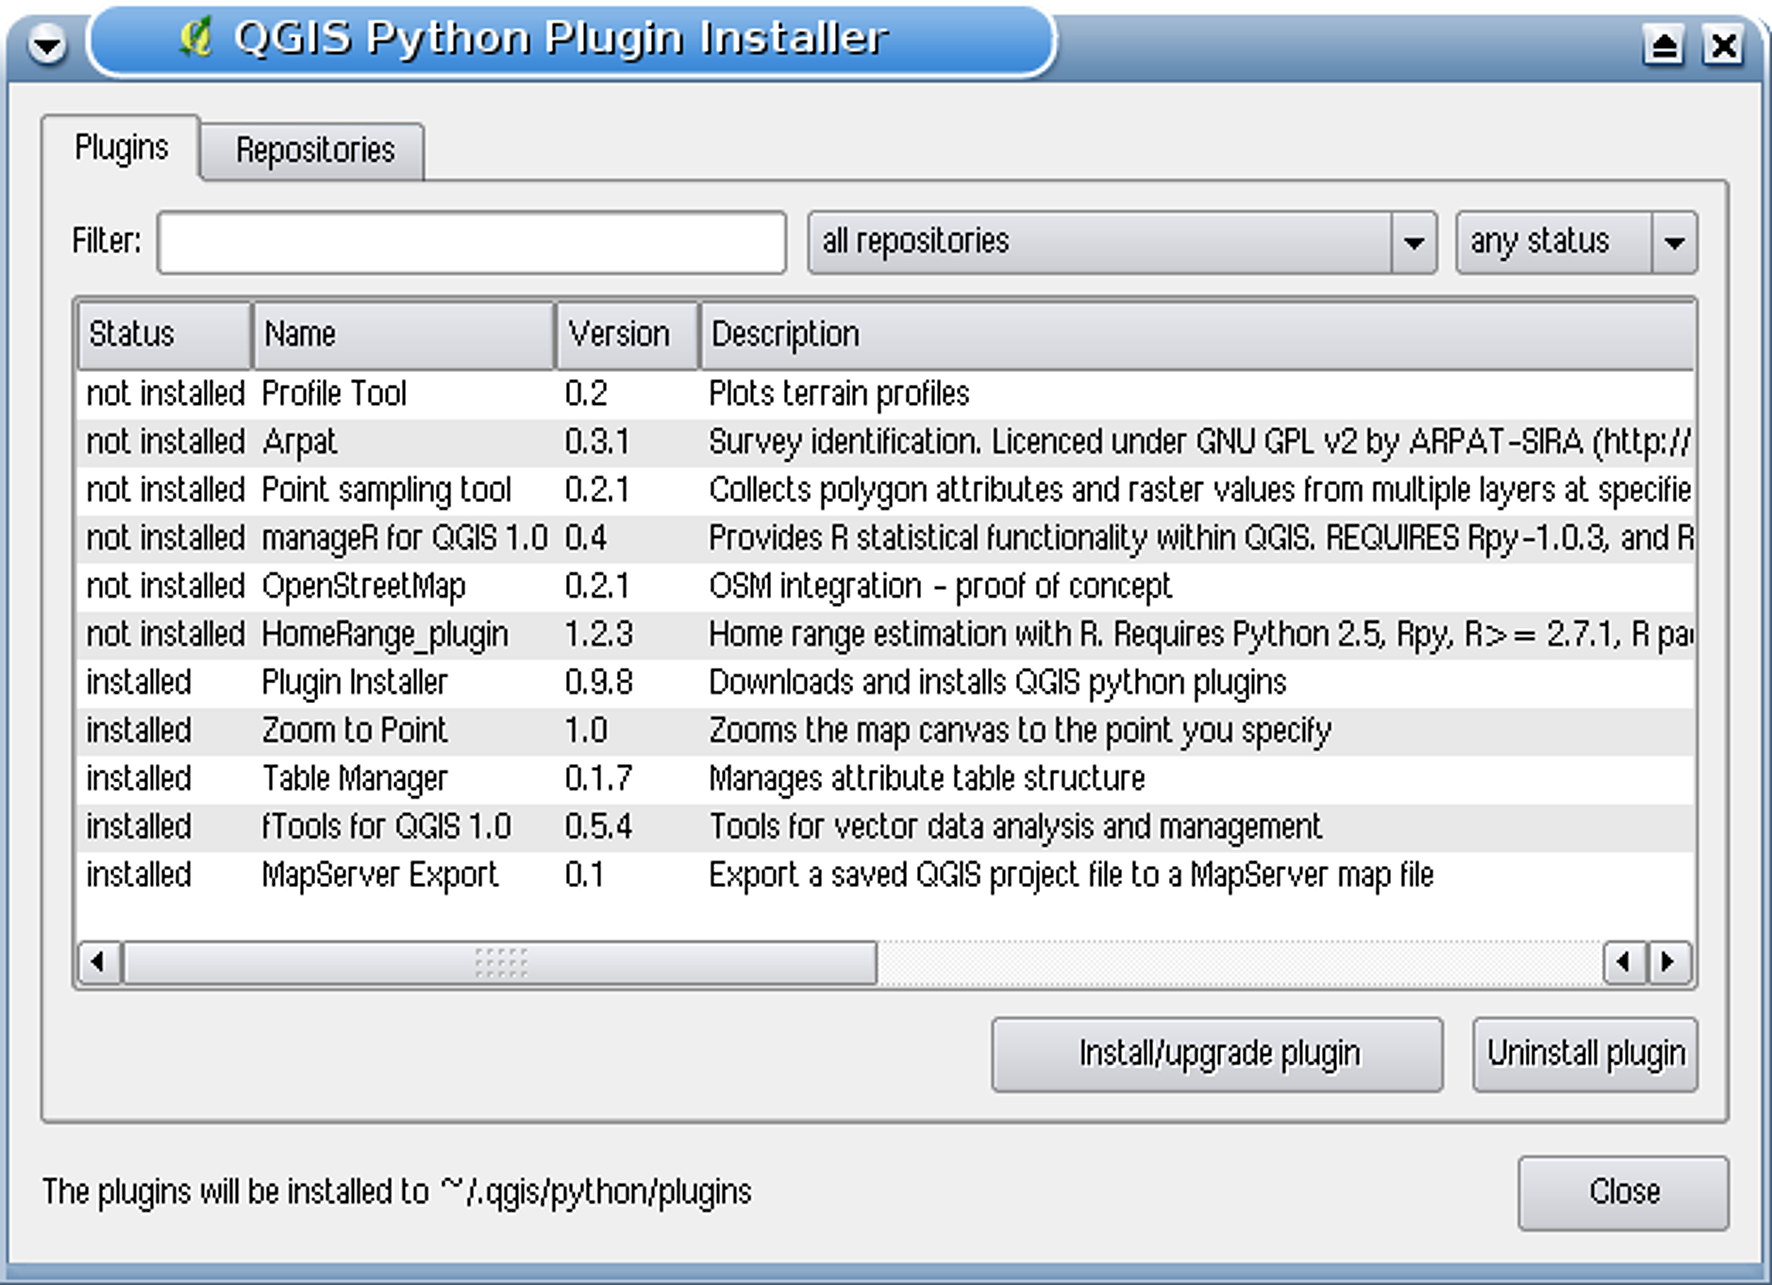 QGIS Python Plugin Installer
Plugins Repositories
Filter: all repositories any status
Status Name Version Description
not installed Profile Tool 0.2 Plots terrain profiles
not installed Arpat 0.3.1 Survey identification. Licenced under GNU GPL v2 by ARPAT-SIRA (http://
not installed Point sampling tool 0.2.1 Collects polygon attributes and raster values from multiple layers at specifie
not installed manageR for QGIS 1.0 0.4 Provides R statistical functionality within QGIS. REQUIRES Rpy-1.0.3, and R
not installed OpenStreetMap 0.2.1 OSM integration - proof of concept
not installed HomeRange_plugin 1.2.3 Home range estimation with R. Requires Python 2.5, Rpy, R>= 2.7.1, R pa
installed Plugin Installer 0.9.8 Downloads and installs QGIS python plugins
installed Zoom to Point 1.0 Zooms the map canvas to the point you specify
installed Table Manager 0.1.7 Manages attribute table structure
installed fTools for QGIS 1.0 0.5.4 Tools for vector data analysis and management
installed MapServer Export 0.1 Export a saved QGIS project file to a MapServer map file
Install/upgrade plugin Uninstall plugin
The plugins will be installed to ~/.qgis/python/plugins Close